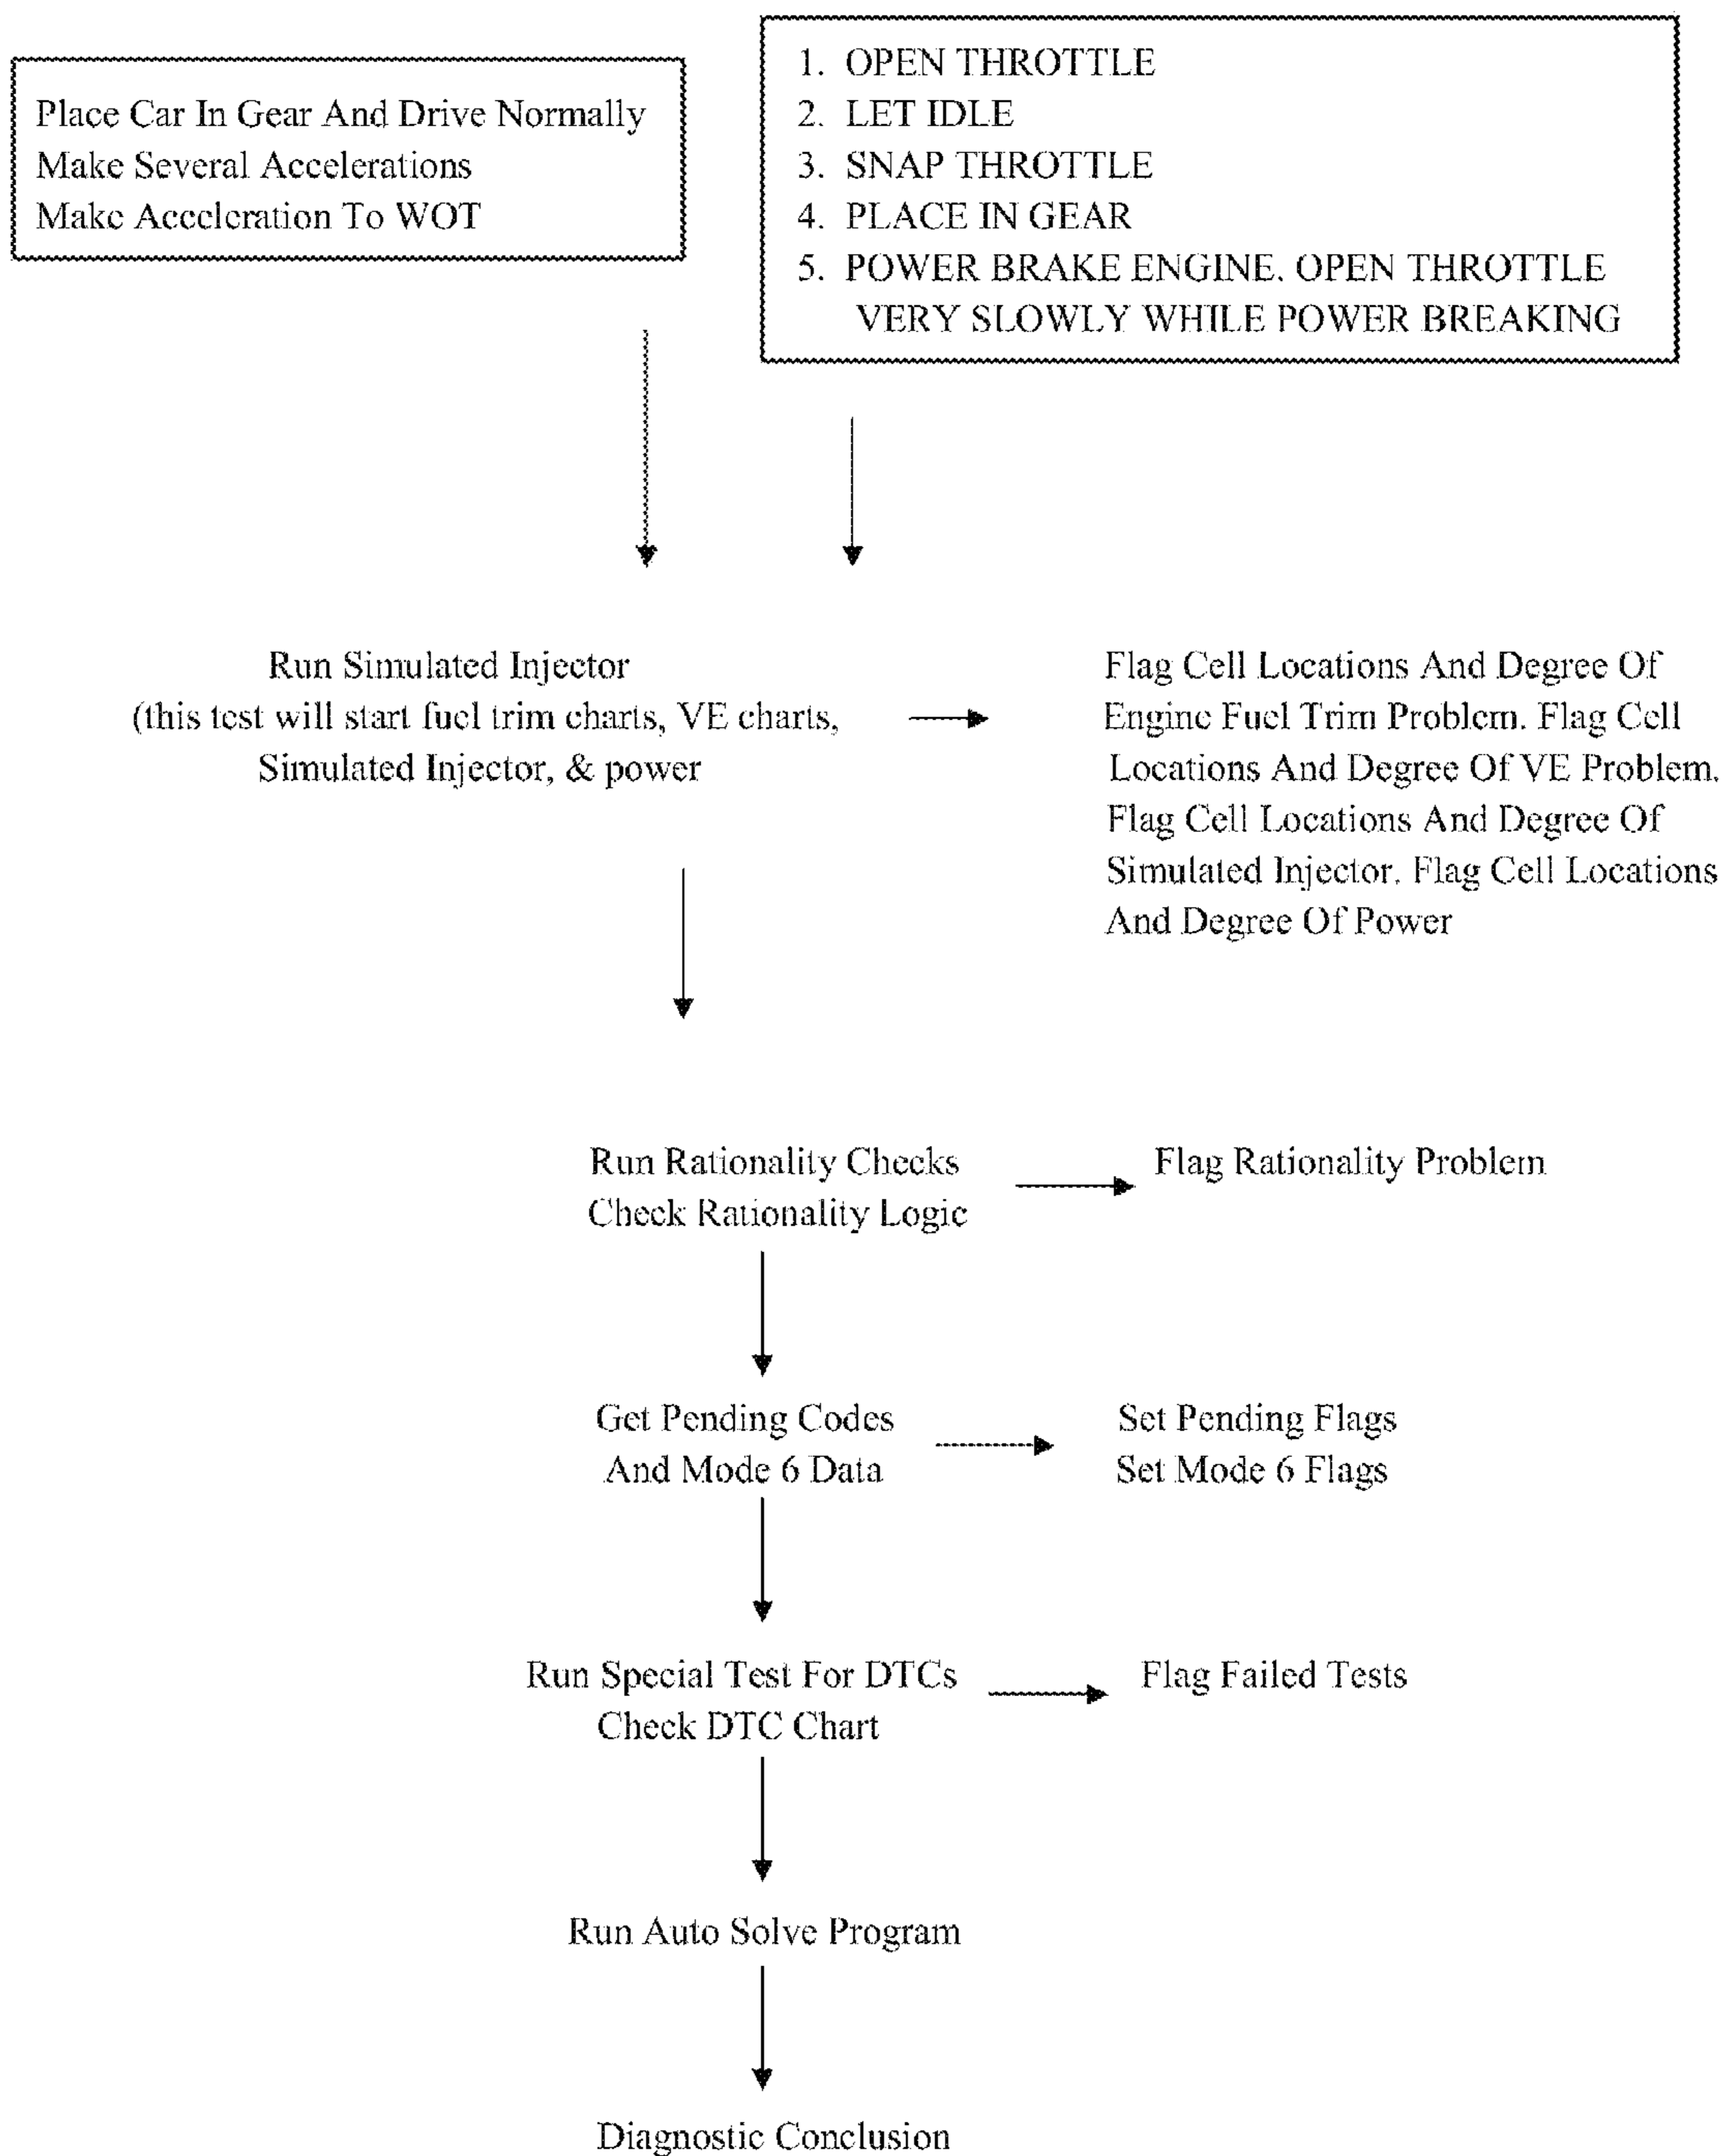 Place Car In Gear And Drive Normally
Make Several Accelerations
Make Acceleration To WOT
1. OPEN THROTTLE
2. LET IDLE
3. SNAP THROTTLE
4. PLACE IN GEAR
5. POWER BRAKE ENGINE. OPEN THROTTLE
VERY SLOWLY WHILE POWER BREAKING
Run Simulated Injector
(this test will start fuel trim charts, VE charts,
Simulated Injector, & power
Flag Cell Locations And Degree Of
Engine Fuel Trim Problem. Flag Cell
Locations And Degree Of VE Problem.
Flag Cell Locations And Degree Of
Simulated Injector. Flag Cell Locations
And Degree Of Power
Run Rationality Checks
Check Rationality Logic
Flag Rationality Problem
Get Pending Codes
And Mode 6 Data
Set Pending Flags
Set Mode 6 Flags
Run Special Test For DTCs
Check DTC Chart
Flag Failed Tests
Run Auto Solve Program
Diagnostic Conclusion